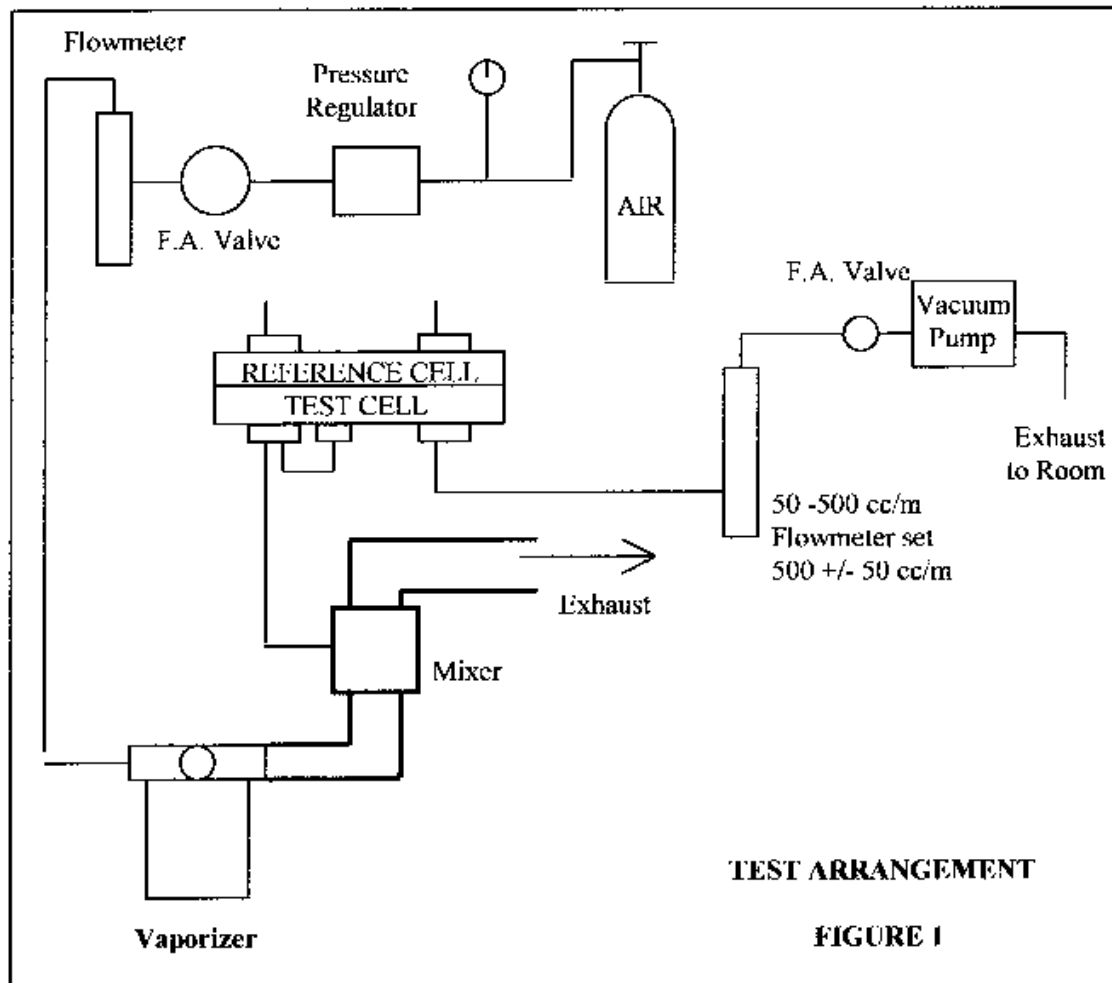 Flowmeter
Pressure
Regulator
AIR
F.A. Valve
F.A. Valve
Vacuum
Pump
REFERENCE CELL
TEST CELL
Exhaust
to Room
50 -500 cc/m
Flowmeter set
500 +/- 50 cc/m
Exhaust
Mixer
Vaporizer
TEST ARRANGEMENT
FIGURE 1